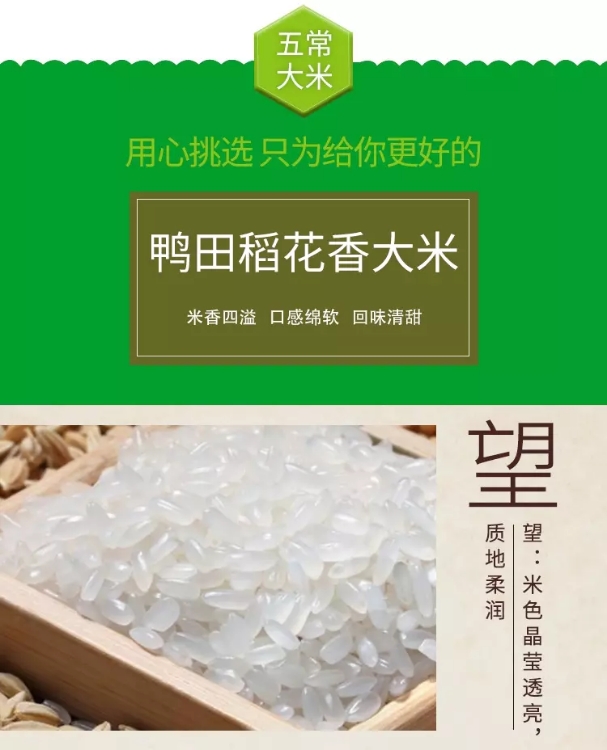 五常
大米
用心挑选 只为给你更好的
鸭田稻花香大米
米香四溢 口感绵软 回味清甜
望
望：米色晶莹透亮，
质地柔润